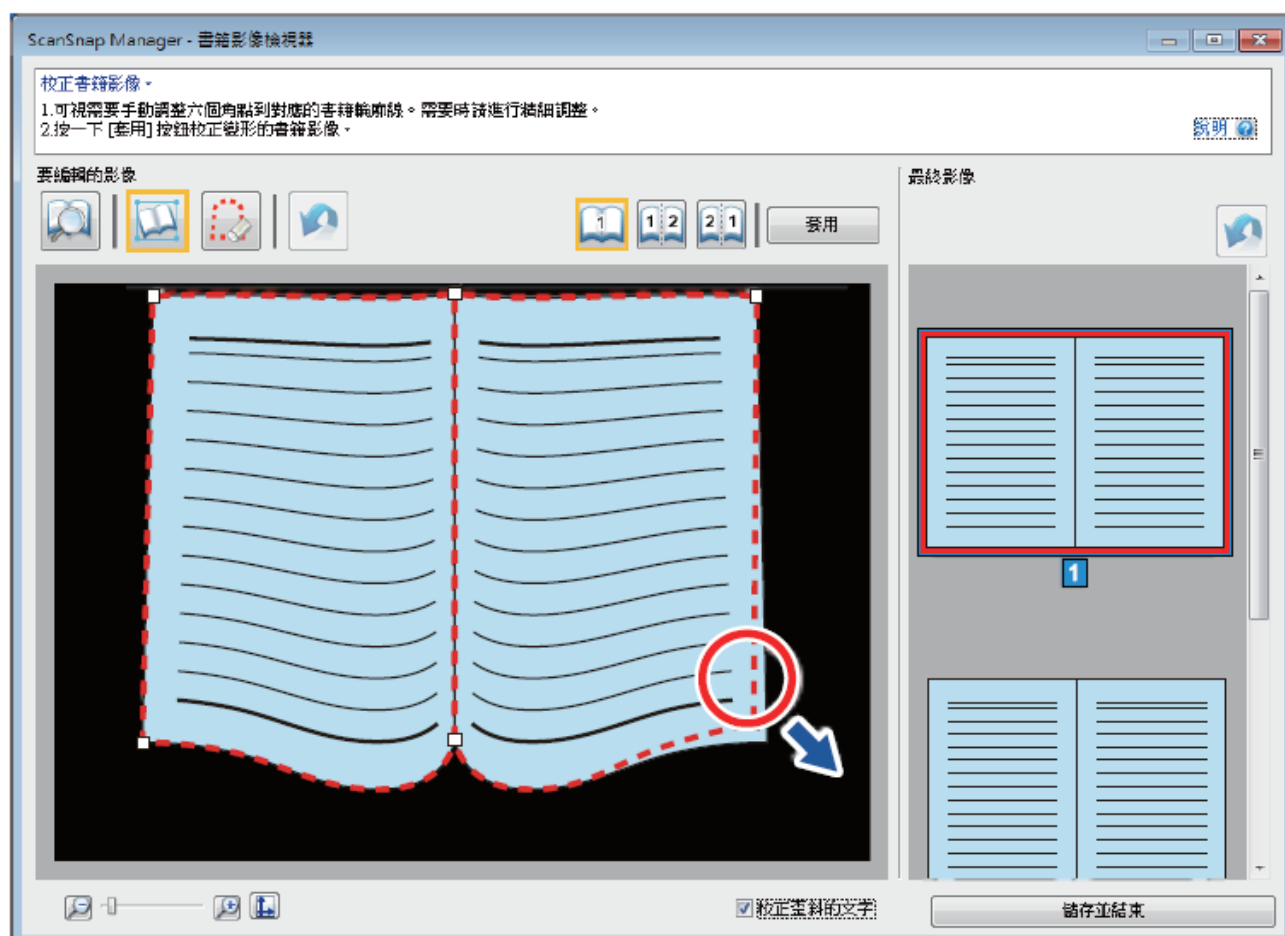 ScanSnap Manager - 書籍影像檢視器
校正書籍影像。
1.可視需要手動調整六個角點到對應的書籍輪廓線。需要時請進行精細調整。
2.按一下 [套用] 按鈕校正變形的書籍影像。
說明
要編輯的影像
最終影像
1
1 2
2 1
套用
1
校正歪斜的文字
儲存並結束